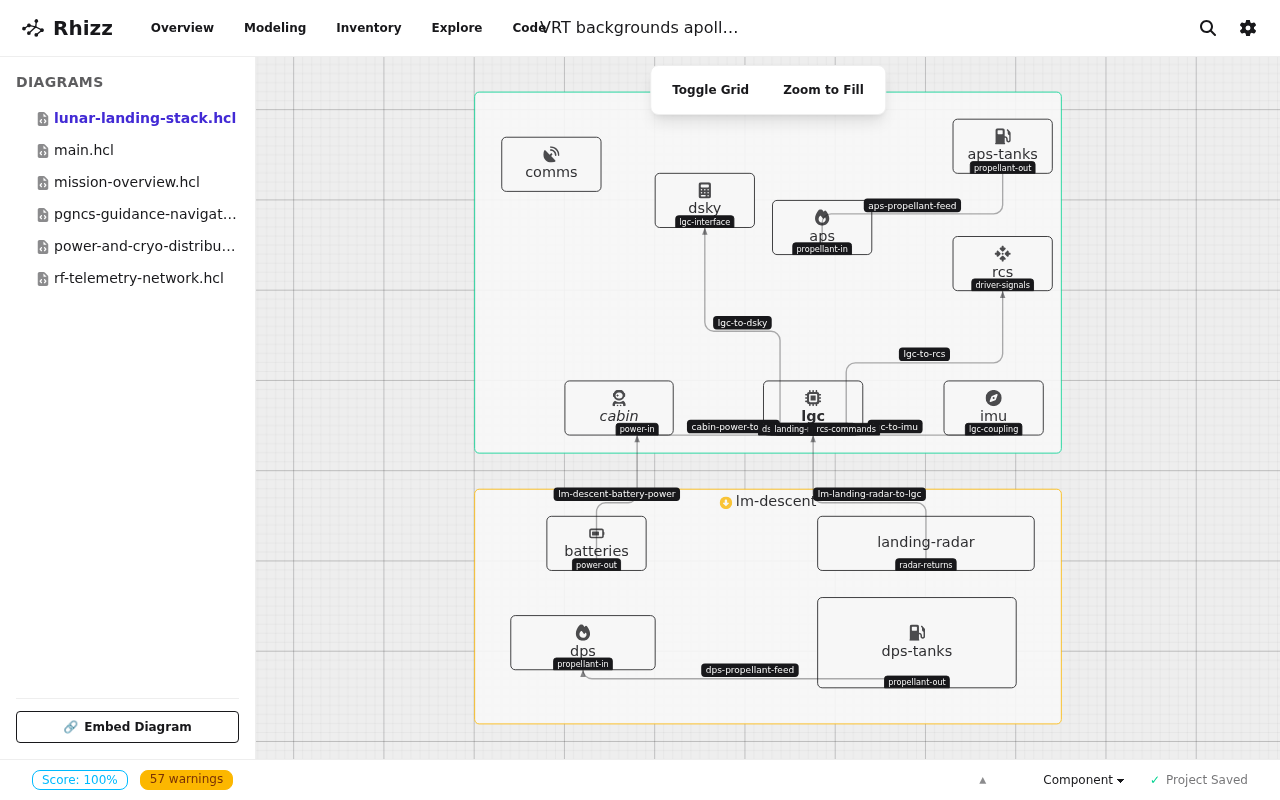 Rhizz
Overview
Modeling
Inventory
Explore
Code
VRT backgrounds apoll…
DIAGRAMS
lunar-landing-stack.hcl
main.hcl
mission-overview.hcl
pgncs-guidance-navigat…
power-and-cryo-distribu…
rf-telemetry-network.hcl
Embed Diagram
Toggle Grid
Zoom to Fill
comms
dsky
lgc-interface
aps
propellant-in
aps-propellant-feed
aps-tanks
propellant-out
rcs
driver-signals
lgc-to-dsky
lgc-to-rcs
cabin
power-in
cabin-power-to
lgc
landing-
rcs-commands
c-to-imu
imu
lgc-coupling
lm-descent-battery-power
lm-descent
lm-landing-radar-to-lgc
batteries
power-out
landing-radar
radar-returns
dps
propellant-in
dps-propellant-feed
dps-tanks
propellant-out
Score: 100%
57 warnings
▲
Component
✓ Project Saved